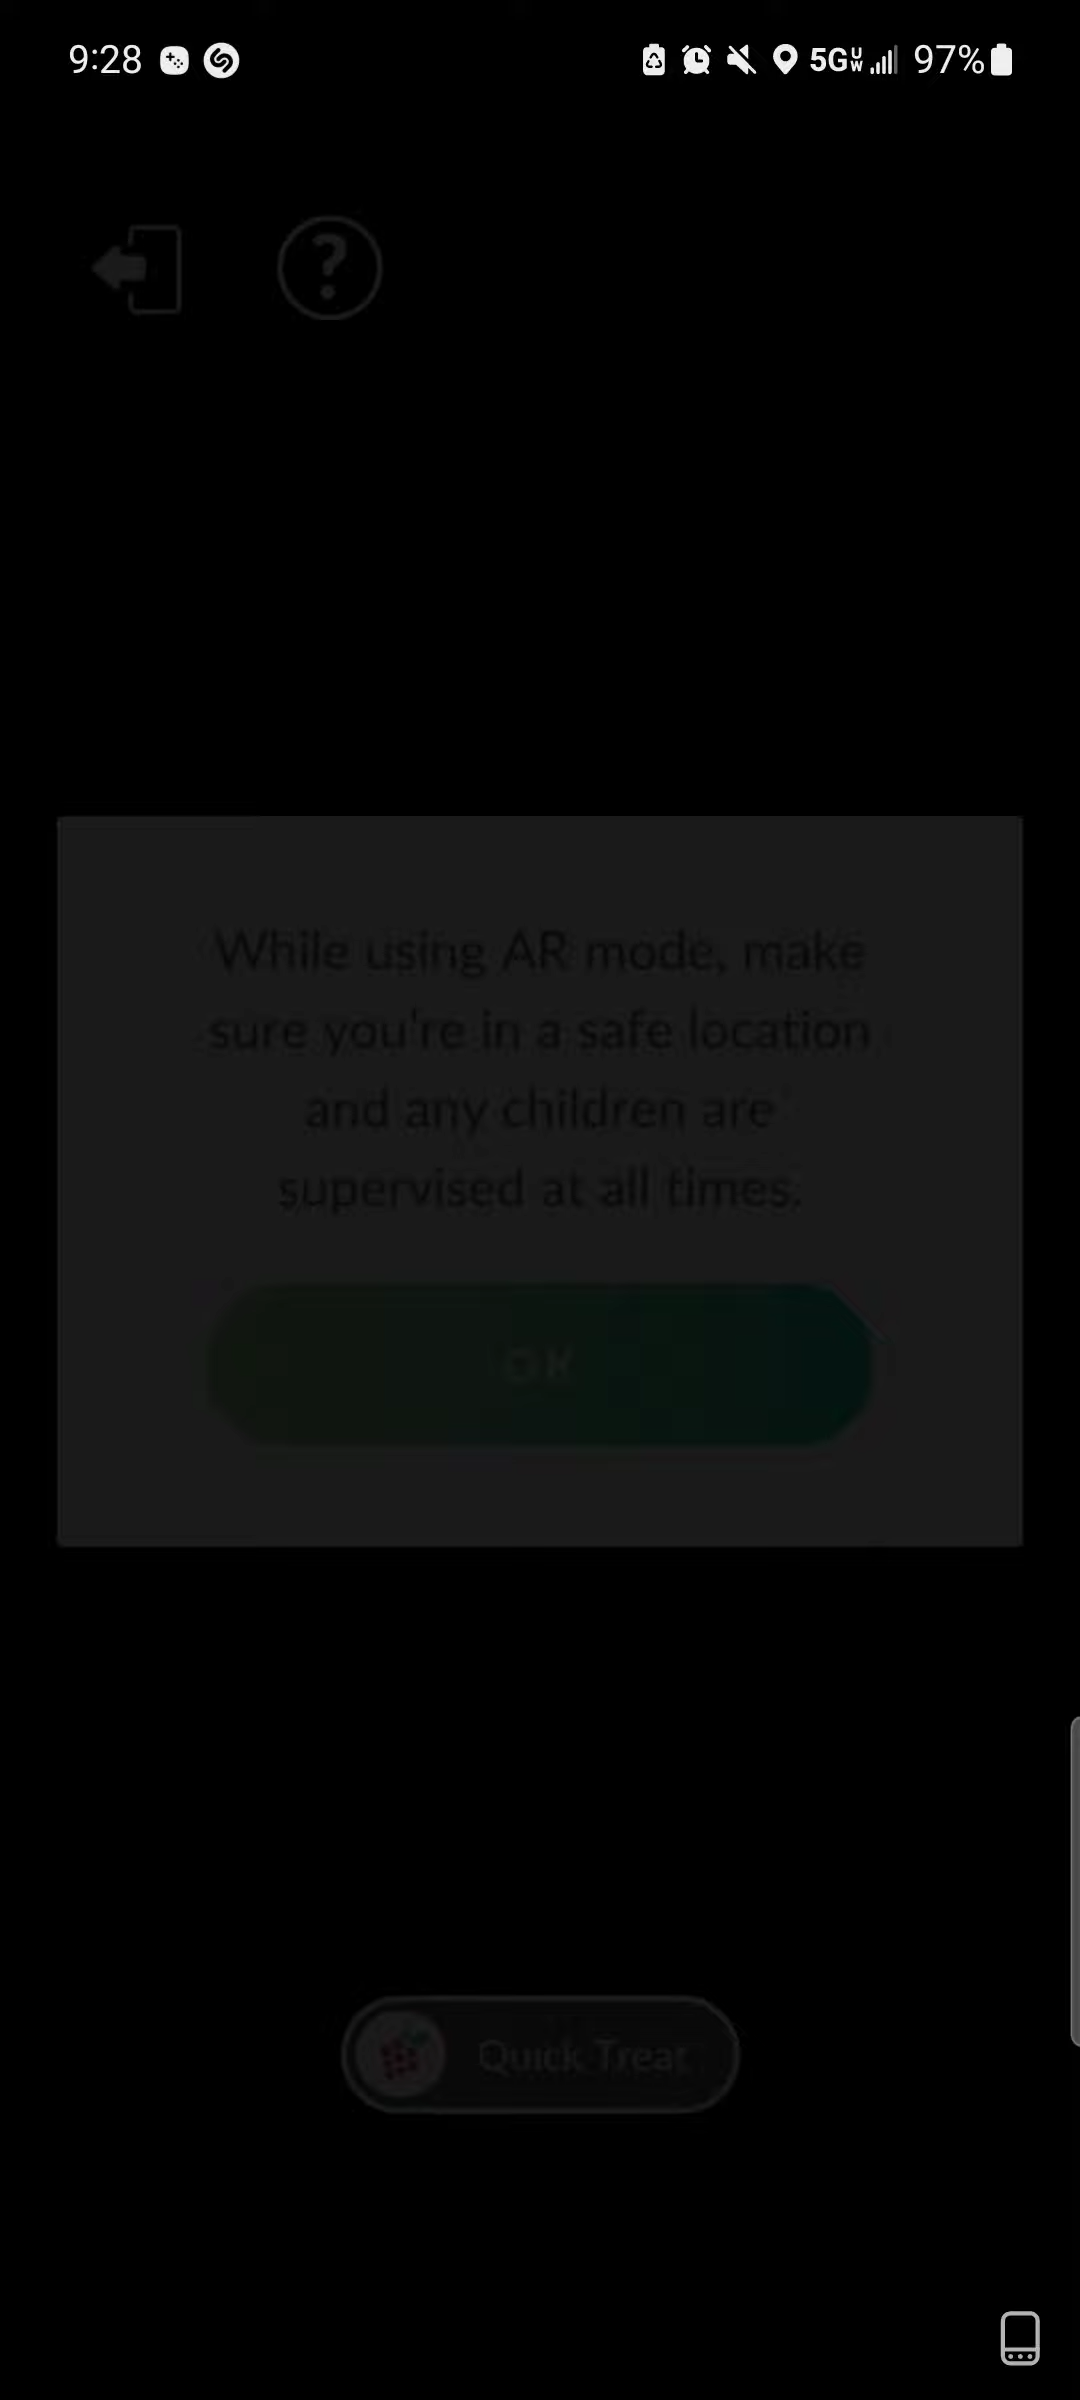 9:28 5G UW 97%
?
While using AR mode, make
sure you're in a safe location
and any children are
supervised at all times.
OK
Quick Treat